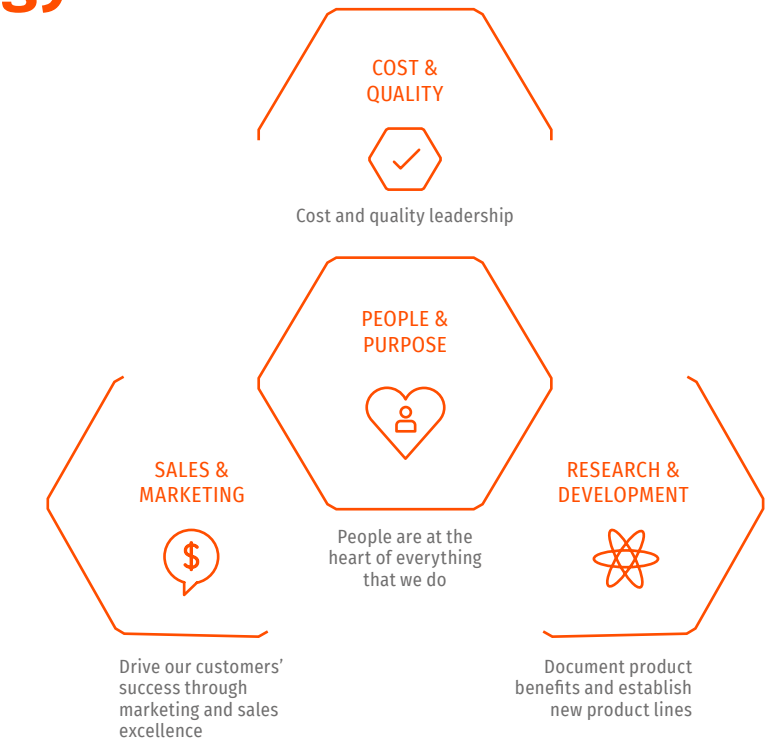 COST &
QUALITY
Cost and quality leadership
PEOPLE &
PURPOSE
People are at the
heart of everything
that we do
SALES &
MARKETING
$
Drive our customers’
success through
marketing and sales
excellence
RESEARCH &
DEVELOPMENT
Document product
benefits and establish
new product lines